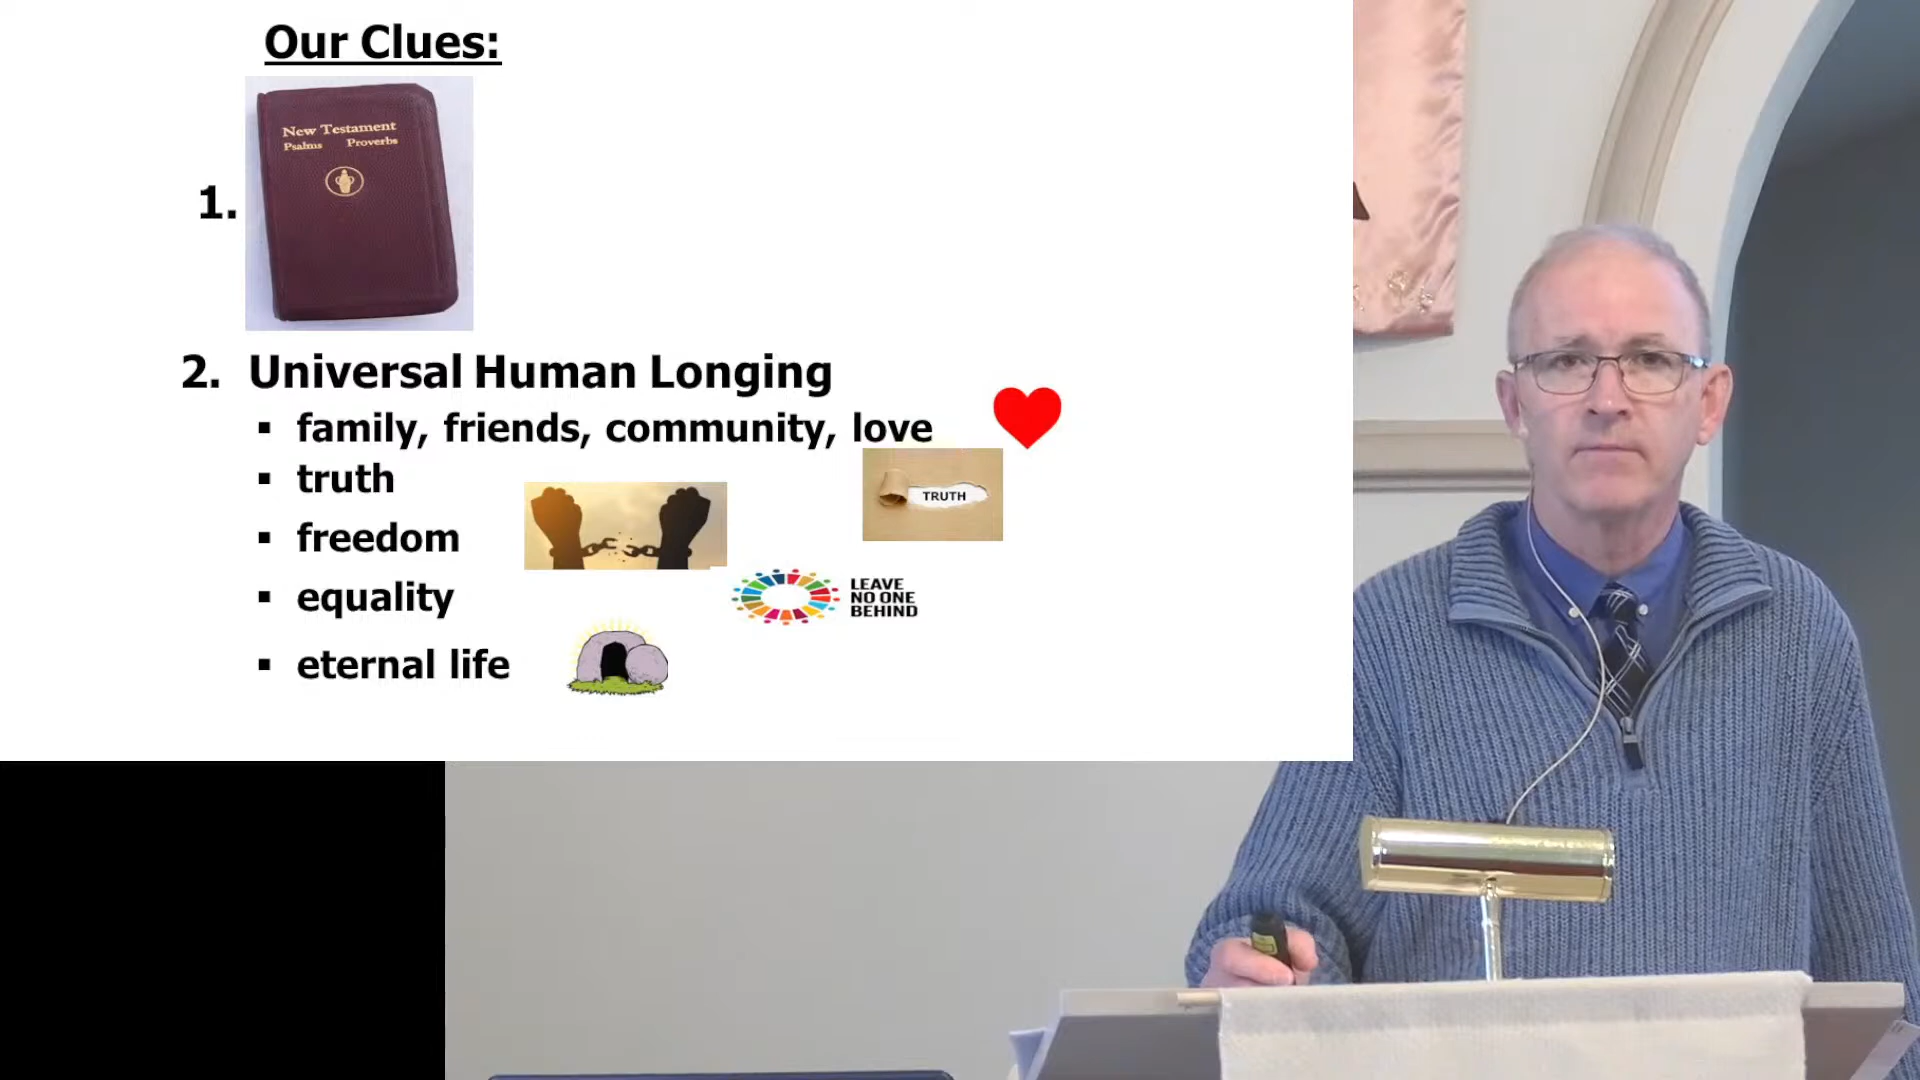 Our Clues:
New Testament
Psalms Proverbs
1.
2. Universal Human Longing
▪ family, friends, community, love
▪ truth
TRUTH
▪ freedom
▪ equality
LEAVE
NO ONE
BEHIND
▪ eternal life